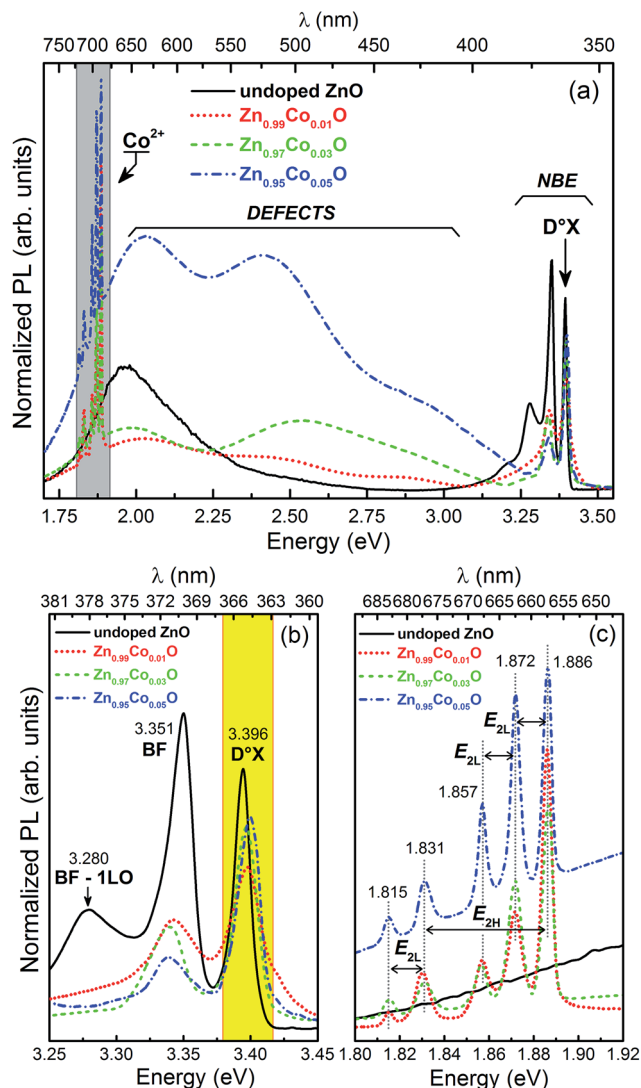 λ (nm)
750 700 650 600 550 500 450 400 350
(a)
undoped ZnO
Zn0.99Co0.01O
Zn0.97Co0.03O
Zn0.95Co0.05O
Co2+
DEFECTS
NBE
D°X
Normalized PL (arb. units)
1.70 2.00 2.25 2.50 2.75 3.00 3.25 3.50
Energy (eV)
λ (nm)
381 378 375 372 369 366 363 360
(b)
undoped ZnO
Zn0.99Co0.01O
Zn0.97Co0.03O
Zn0.95Co0.05O
3.351
BF
3.396
D°X
3.280
BF - 1LO
Normalized PL (arb. units)
3.25 3.30 3.35 3.40 3.45
Energy (eV)
λ (nm)
685 680 675 670 665 660 655 650
(c)
undoped ZnO
Zn0.99Co0.01O
Zn0.97Co0.03O
Zn0.95Co0.05O
1.872
1.886
E2L
E2L
1.857
1.831
1.815
E2H
E2L
Normalized PL (arb. units)
1.80 1.82 1.84 1.86 1.88 1.90 1.92
Energy (eV)